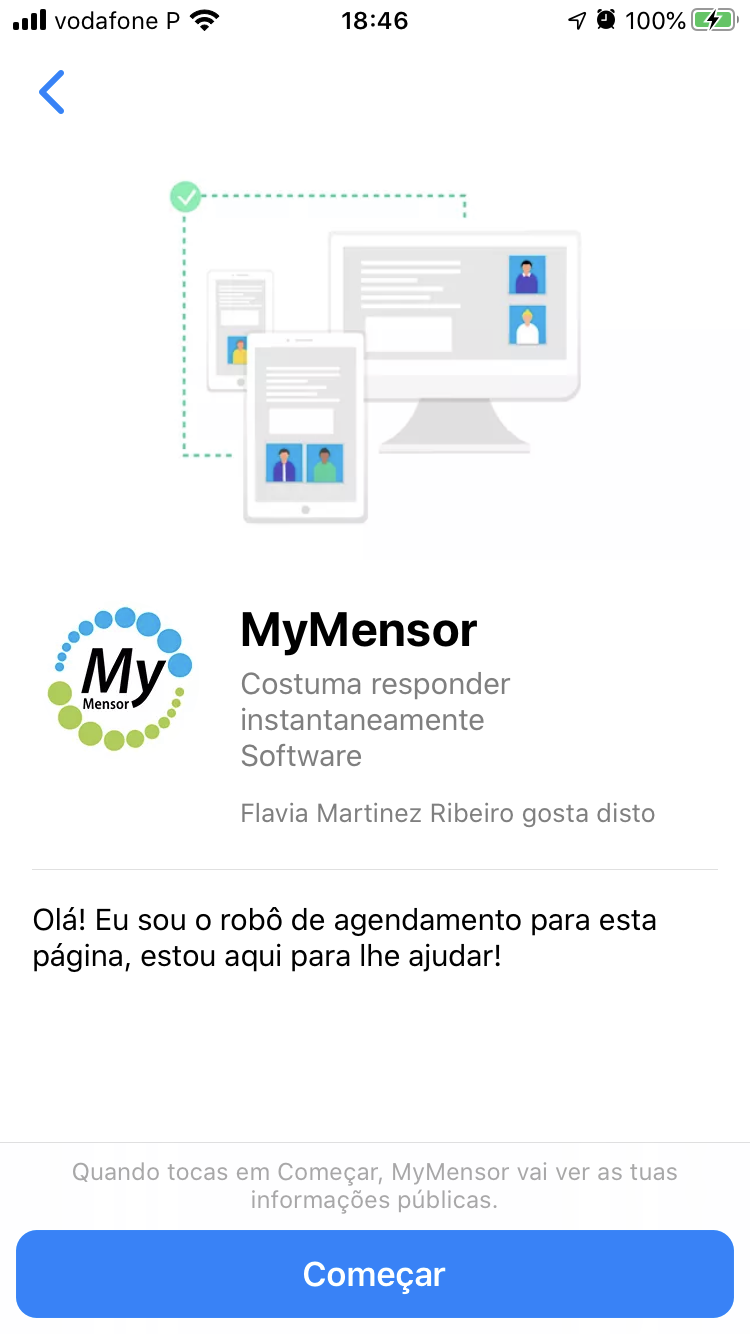 vodafone P 18:46 100%
MyMensor
My
Mensor
Costuma responder
instantaneamente
Software
Flavia Martinez Ribeiro gosta disto
Olá! Eu sou o robô de agendamento para esta
página, estou aqui para lhe ajudar!
Quando tocas em Começar, MyMensor vai ver as tuas
informações públicas.
Começar